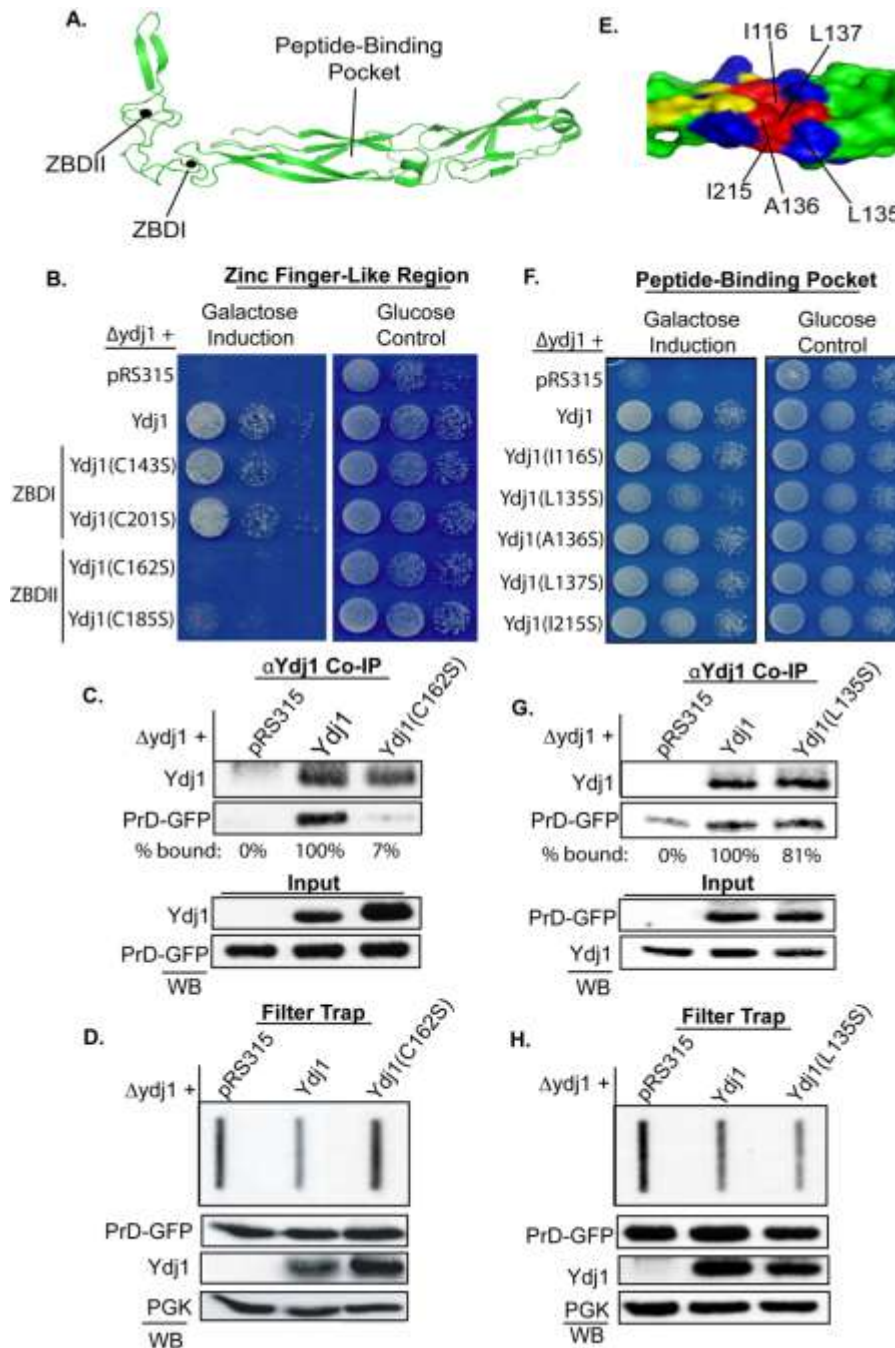 A.
Peptide-Binding
Pocket
ZBDII
ZBDI
B.
Zinc Finger-Like Region
Galactose
Induction
Glucose
Control
Δydj1 +
pRS315
Ydj1
ZBDI
Ydj1(C143S)
Ydj1(C201S)
ZBDII
Ydj1(C162S)
Ydj1(C185S)
C.
αYdj1 Co-IP
Δydj1 +
pRS315
Ydj1
Ydj1(C162S)
Ydj1
PrD-GFP
% bound: 0% 100% 7%
Input
Ydj1
PrD-GFP
WB
D.
Filter Trap
Δydj1 +
pRS315
Ydj1
Ydj1(C162S)
PrD-GFP
Ydj1
PGK
WB
E.
I116
L137
I215
A136
L135
F.
Peptide-Binding Pocket
Galactose
Induction
Glucose
Control
Δydj1 +
pRS315
Ydj1
Ydj1(I116S)
Ydj1(L135S)
Ydj1(A136S)
Ydj1(L137S)
Ydj1(I215S)
G.
αYdj1 Co-IP
Δydj1 +
pRS315
Ydj1
Ydj1(L135S)
Ydj1
PrD-GFP
% bound: 0% 100% 81%
Input
PrD-GFP
Ydj1
WB
H.
Filter Trap
Δydj1 +
pRS315
Ydj1
Ydj1(L135S)
PrD-GFP
Ydj1
PGK
WB